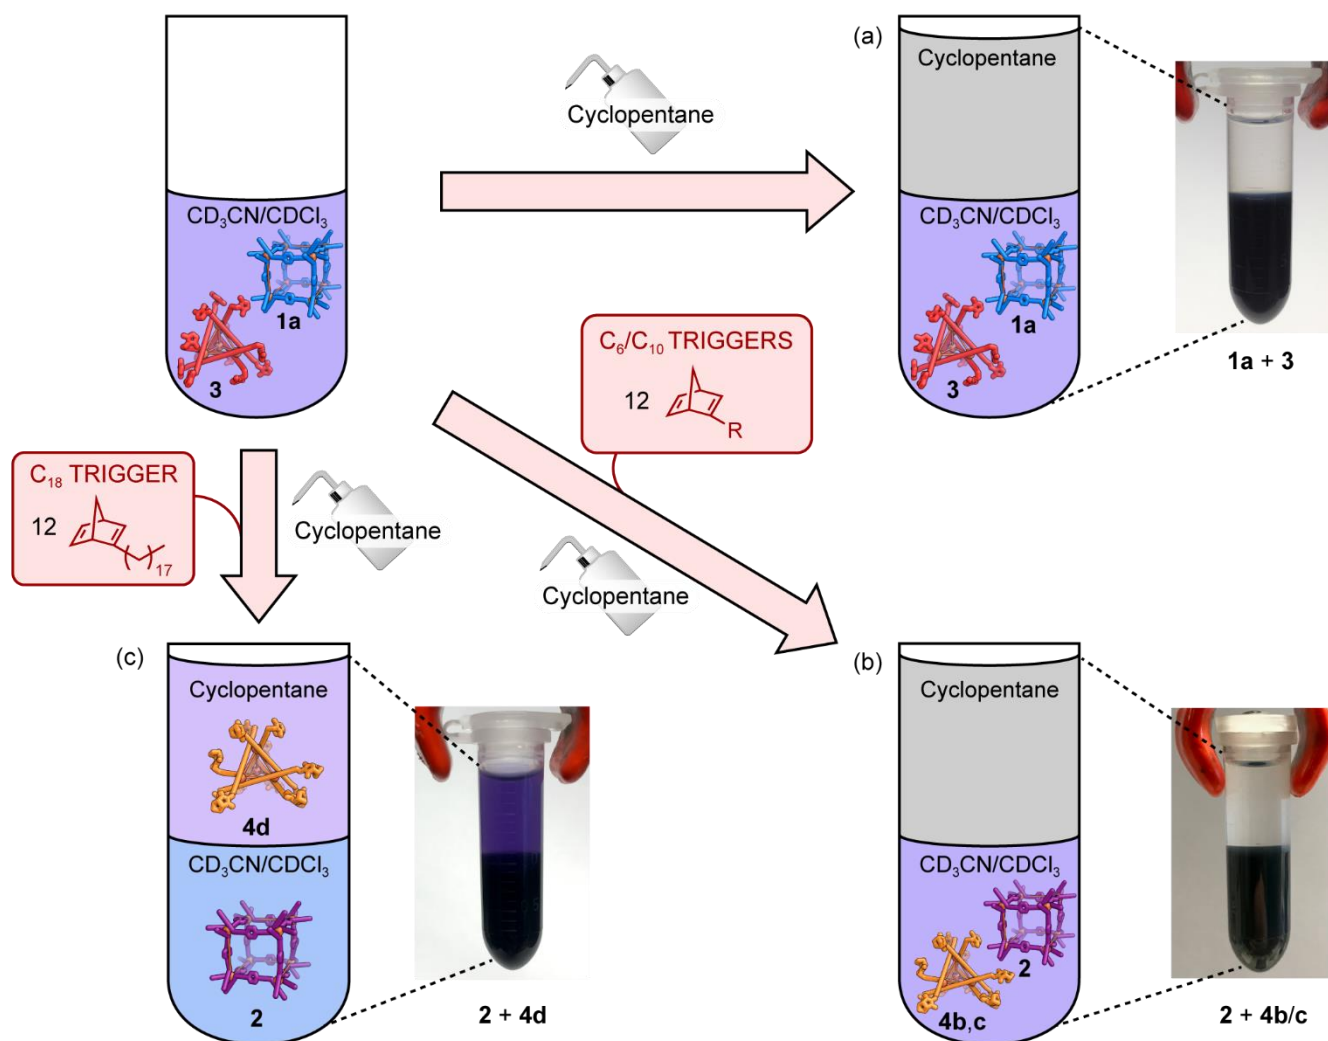 (a)
Cyclopentane
Cyclopentane
CD₃CN/CDCl₃
1a
3
CD₃CN/CDCl₃
1a
3
1a + 3
C₆/C₁₀ TRIGGERS
12
R
C₁₈ TRIGGER
12
17
Cyclopentane
Cyclopentane
(c)
Cyclopentane
4d
CD₃CN/CDCl₃
2
2 + 4d
(b)
Cyclopentane
CD₃CN/CDCl₃
2
4b,c
2 + 4b/c